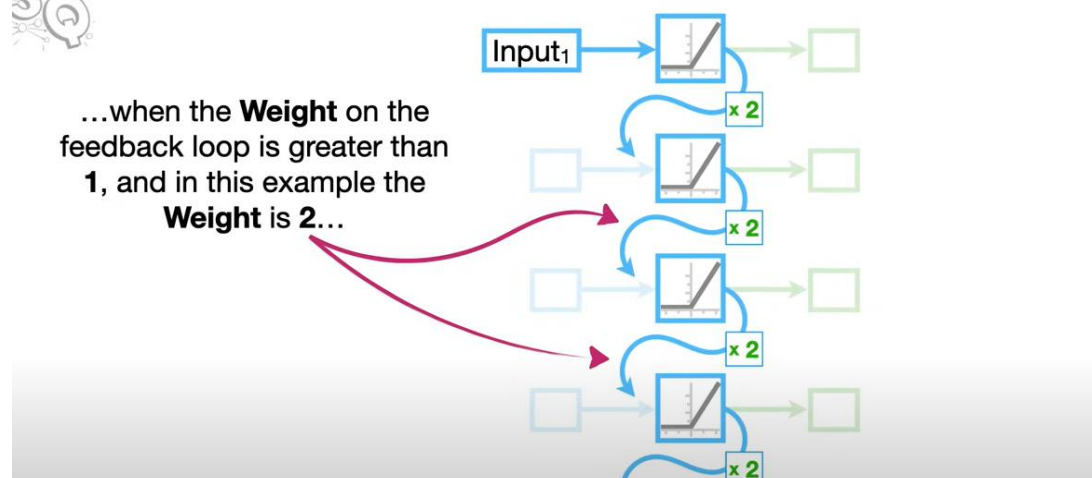 SQ
Input₁
...when the Weight on the
feedback loop is greater than
1, and in this example the
Weight is 2...
x 2
x 2
x 2
x 2